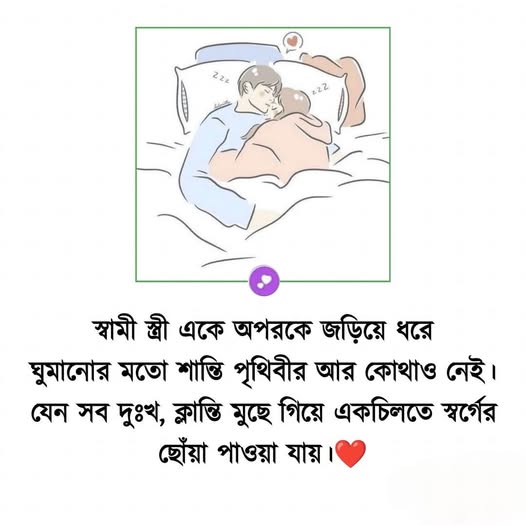 zzz
zzz
স্বামী স্ত্রী একে অপরকে জড়িয়ে ধরে
ঘুমানোর মতো শান্তি পৃথিবীর আর কোথাও নেই।
যেন সব দুঃখ, ক্লান্তি মুছে গিয়ে একচিলতে স্বর্গের
ছোঁয়া পাওয়া যায়।❤️